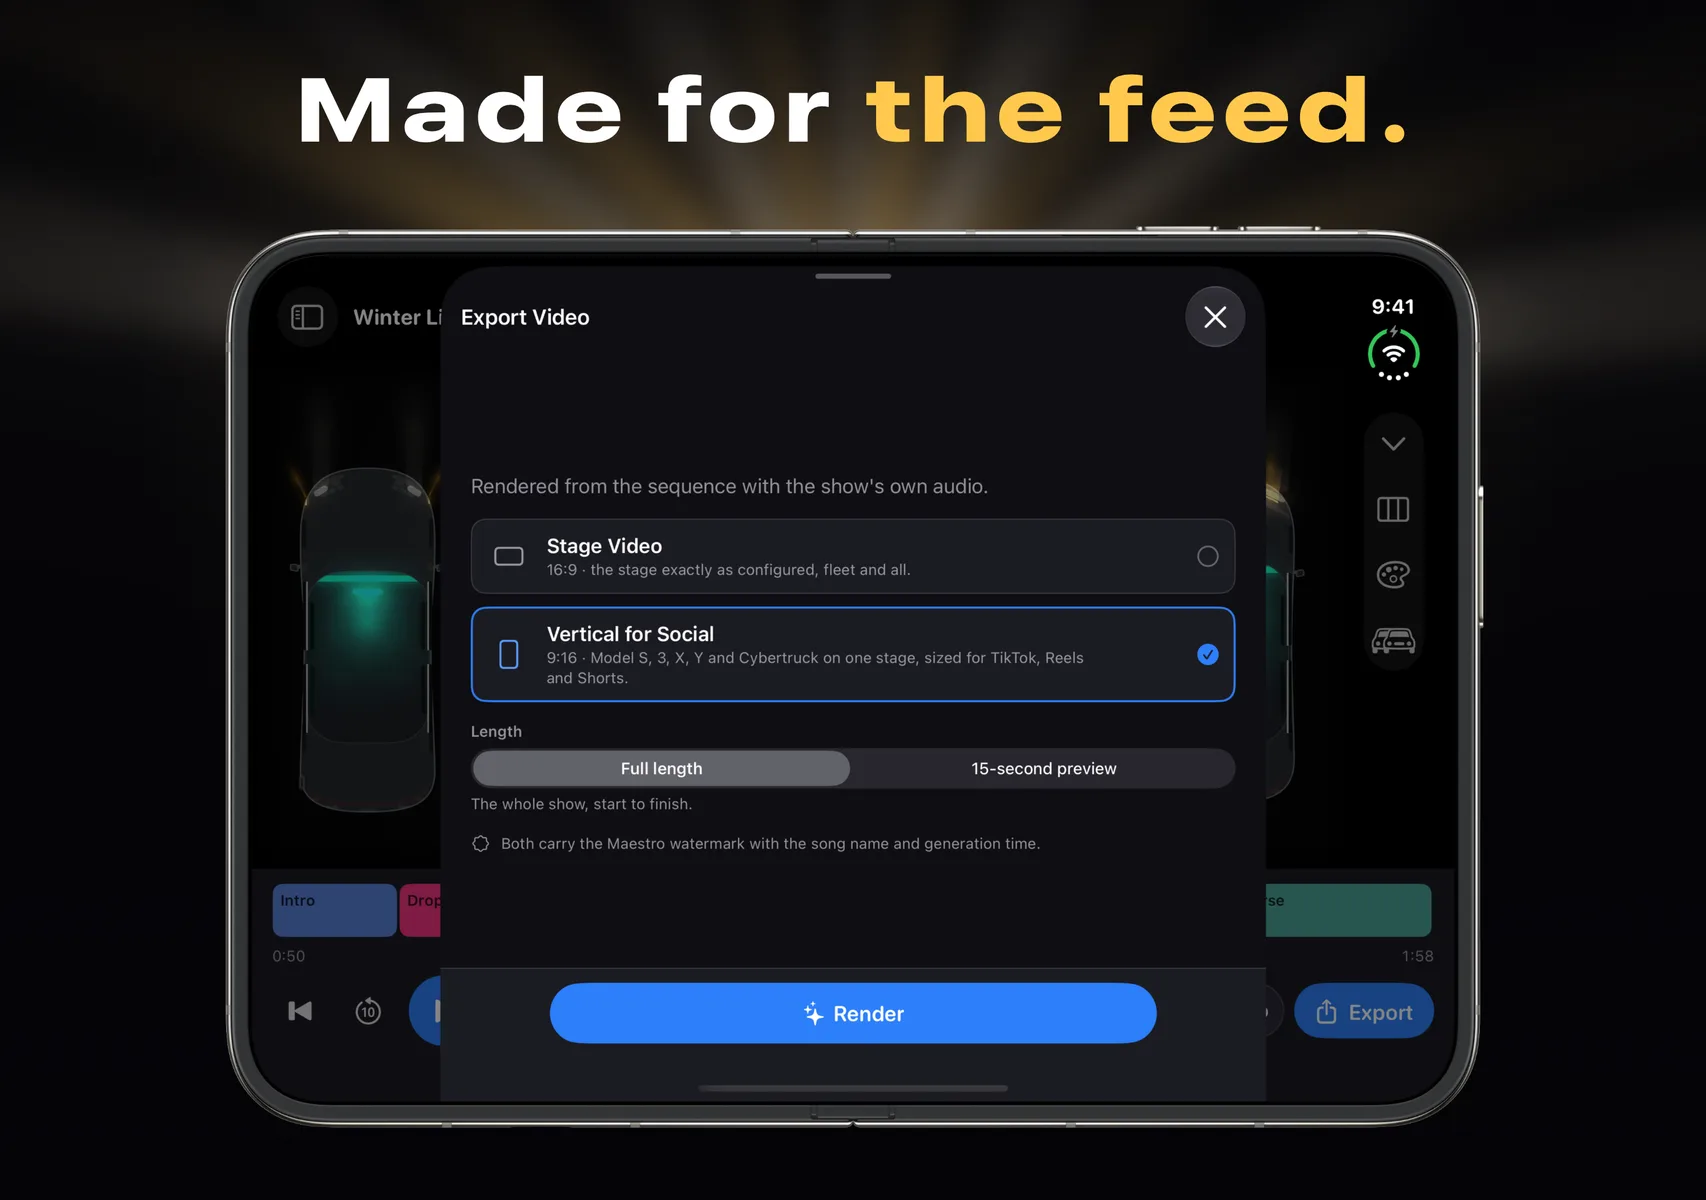 Made for the feed.
Winter Li
Export Video
9:41
Rendered from the sequence with the show's own audio.
Stage Video
16:9 · the stage exactly as configured, fleet and all.
Vertical for Social
9:16 · Model S, 3, X, Y and Cybertruck on one stage, sized for TikTok, Reels
and Shorts.
Length
Full length
15-second preview
The whole show, start to finish.
Both carry the Maestro watermark with the song name and generation time.
Intro
Drop
rse
0:50
1:58
10
Render
Export